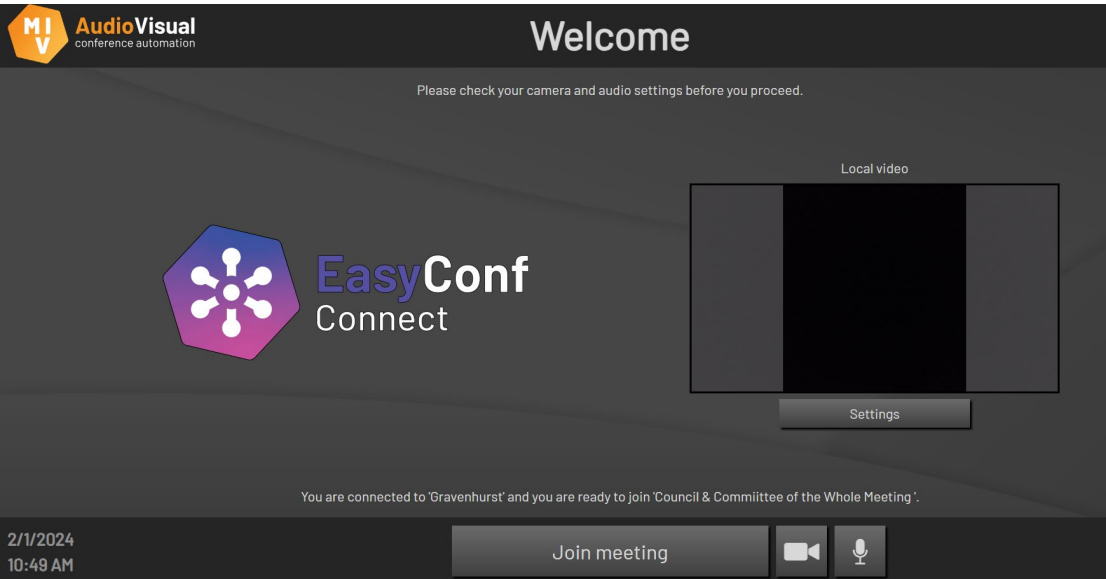 MIV
AudioVisual
conference automation
Welcome
Please check your camera and audio settings before you proceed.
Local video
EasyConf
Connect
Settings
You are connected to 'Gravenhurst' and you are ready to join 'Council & Commiittee of the Whole Meeting '.
2/1/2024
10:49 AM
Join meeting